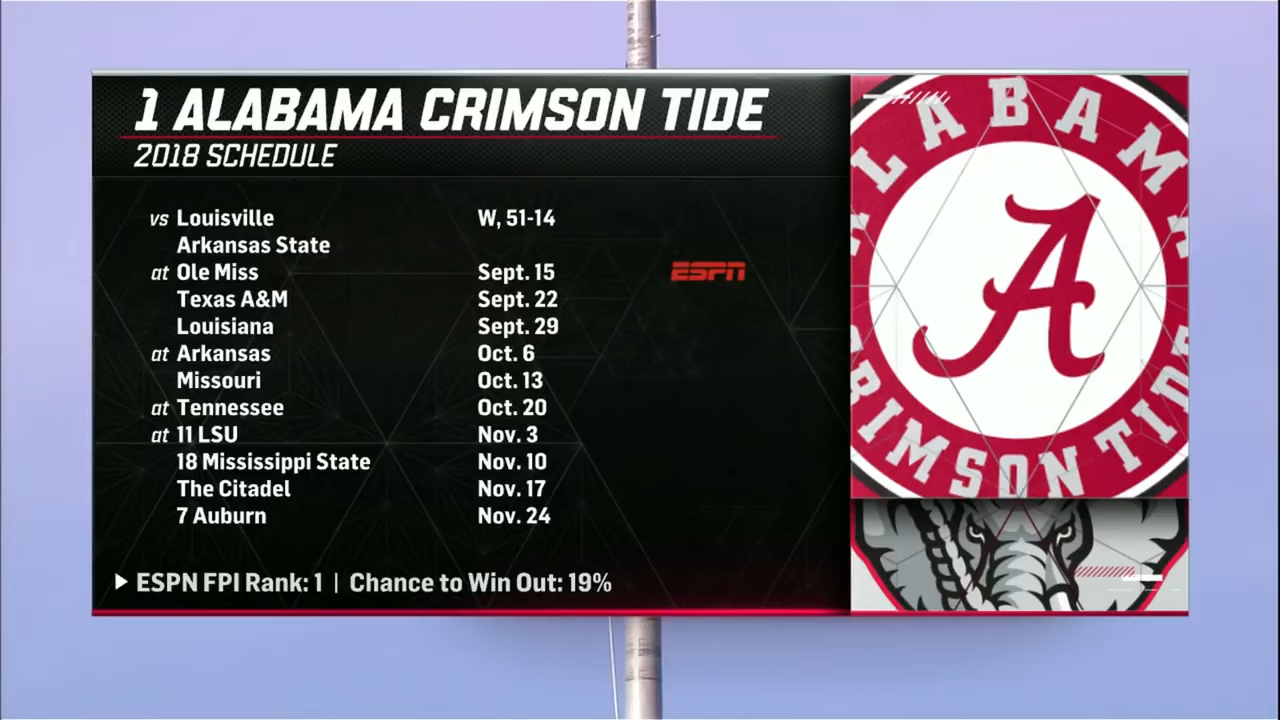 1 ALABAMA CRIMSON TIDE
2018 SCHEDULE
vs Louisville W, 51-14
Arkansas State
at Ole Miss Sept. 15 ESPN
Texas A&M Sept. 22
Louisiana Sept. 29
at Arkansas Oct. 6
Missouri Oct. 13
at Tennessee Oct. 20
at 11 LSU Nov. 3
18 Mississippi State Nov. 10
The Citadel Nov. 17
7 Auburn Nov. 24
ESPN FPI Rank: 1 | Chance to Win Out: 19%
ALABAMA
A
CRIMSON TIDE